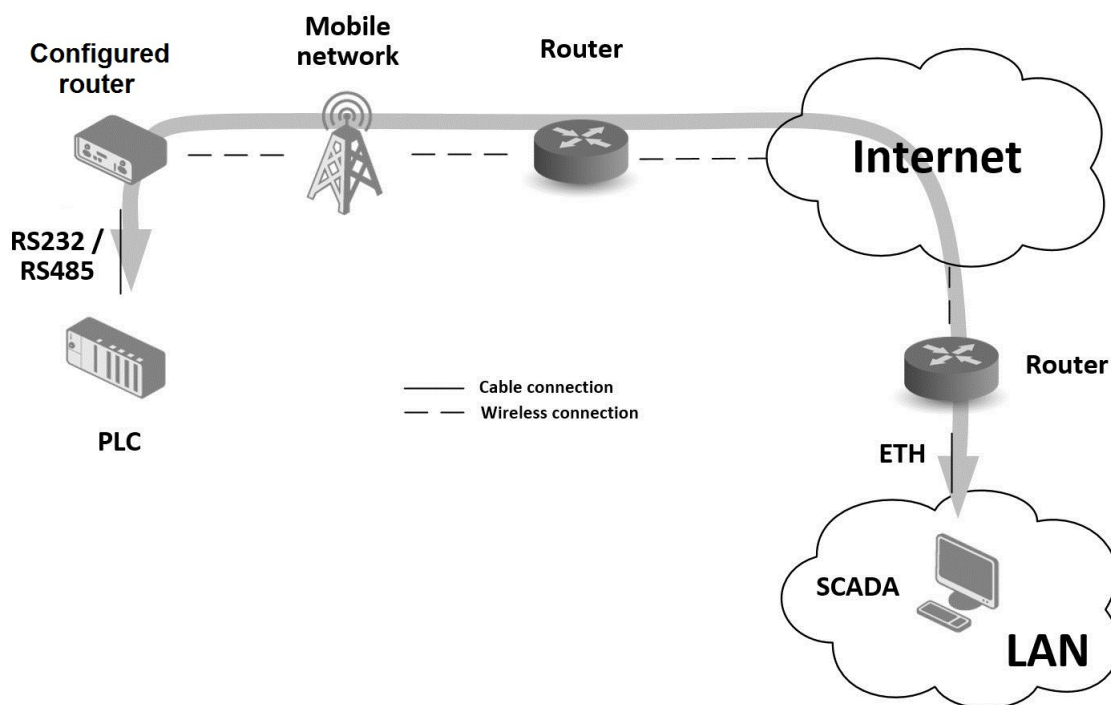 Mobile
network
Configured
router
Router
Internet
RS232 /
RS485
Router
Cable connection
Wireless connection
PLC
ETH
SCADA
LAN